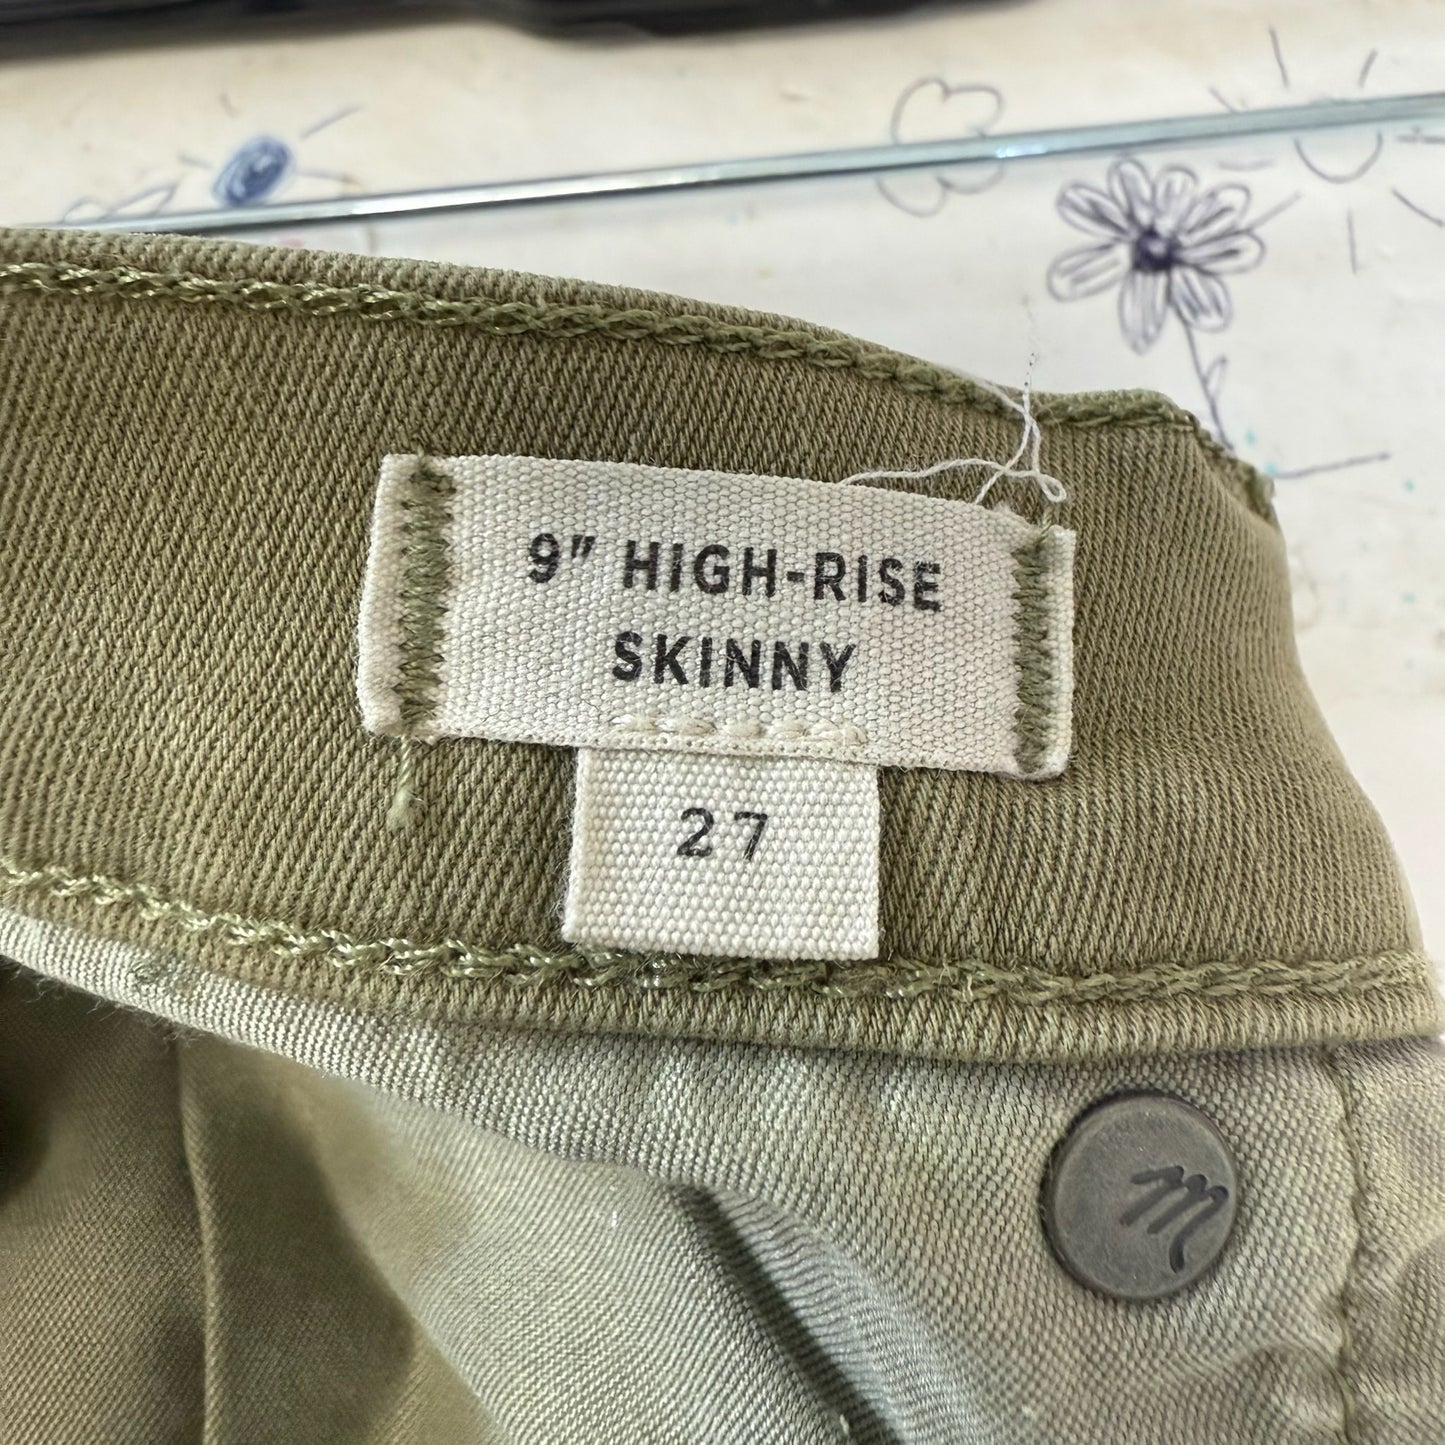 9" HIGH-RISE
SKINNY
27
m